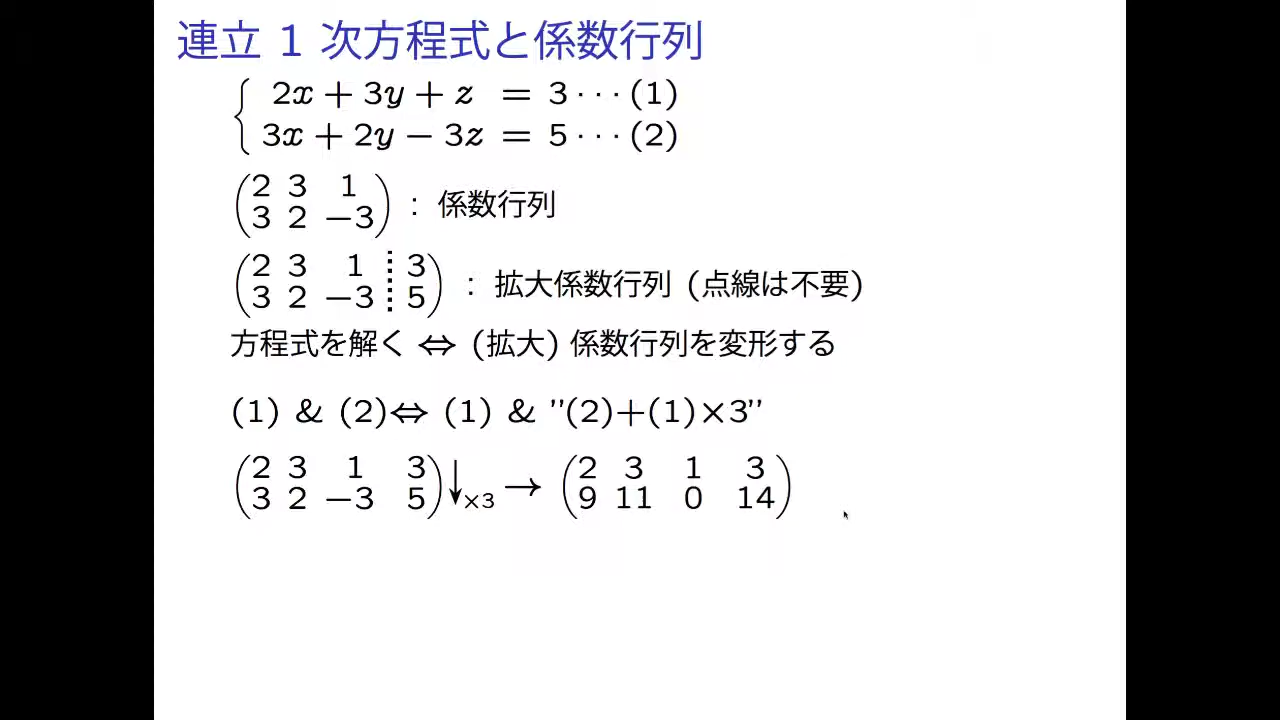 連立 1 次方程式と係数行列
2x + 3y + z = 3 ··· (1)
3x + 2y − 3z = 5 ··· (2)
2 3 1
3 2 −3
: 係数行列
2 3 1 3
3 2 −3 5
: 拡大係数行列 (点線は不要)
方程式を解く ⇔ (拡大) 係数行列を変形する
(1) & (2)⇔ (1) & ”(2)+(1)×3”
2 3 1 3
3 2 −3 5
↓×3 →
2 3 1 3
9 11 0 14